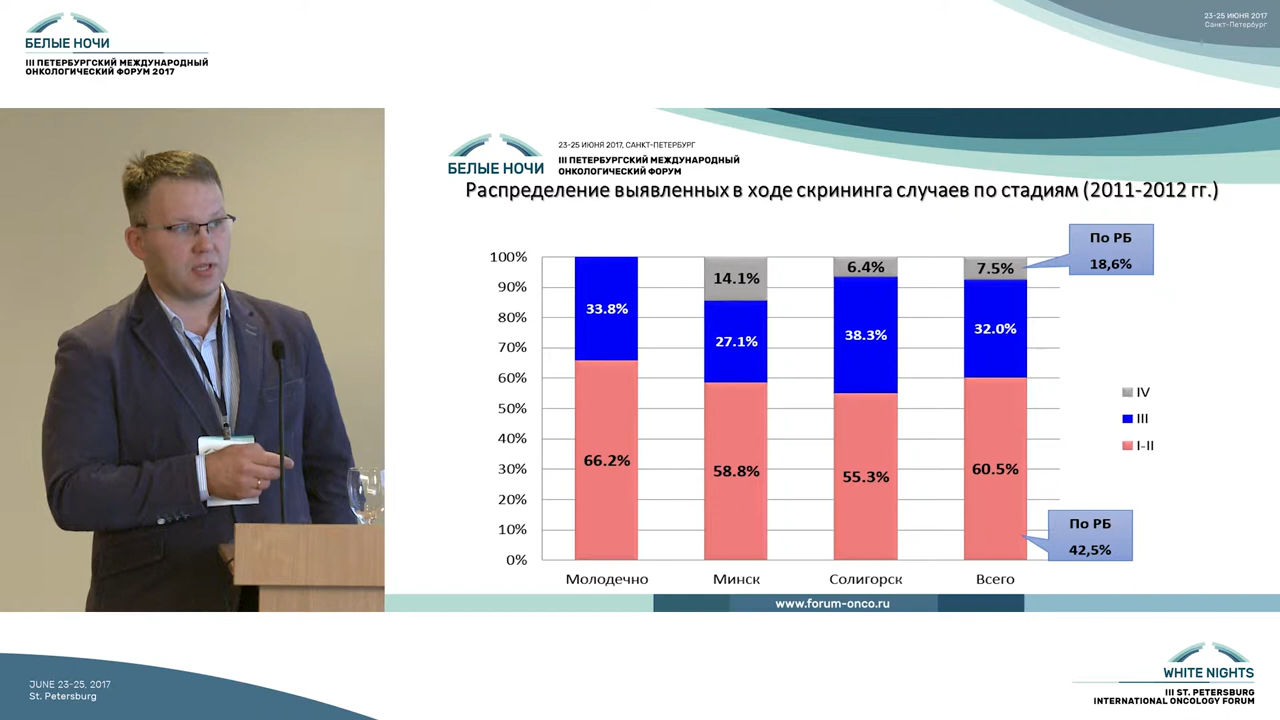 БЕЛЫЕ НОЧИ
III ПЕТЕРБУРГСКИЙ МЕЖДУНАРОДНЫЙ
ОНКОЛОГИЧЕСКИЙ ФОРУМ 2017
23-25 ИЮНЯ 2017
Санкт-Петербург
БЕЛЫЕ НОЧИ
23-25 ИЮНЯ 2017, САНКТ-ПЕТЕРБУРГ
III ПЕТЕРБУРГСКИЙ МЕЖДУНАРОДНЫЙ
ОНКОЛОГИЧЕСКИЙ ФОРУМ
Распределение выявленных в ходе скрининга случаев по стадиям (2011-2012 гг.)
По РБ
18,6%
100%
90%
80%
70%
60%
50%
40%
30%
20%
10%
0%
33.8%
66.2%
14.1%
27.1%
58.8%
6.4%
38.3%
55.3%
7.5%
32.0%
60.5%
IV
III
I-II
По РБ
42,5%
Молодечно
Минск
Солигорск
Всего
www.forum-onco.ru
JUNE 23-25, 2017
St. Petersburg
WHITE NIGHTS
III ST. PETERSBURG
INTERNATIONAL ONCOLOGY FORUM